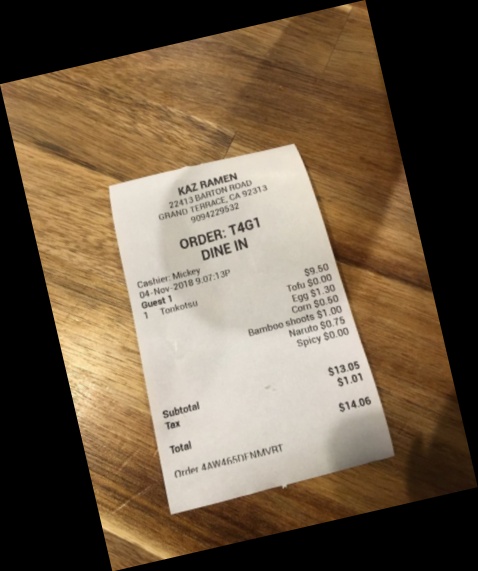 KAZ RAMEN
22413 BARTON ROAD
GRAND TERRACE, CA 92313
9094229532
ORDER: T4G1
DINE IN
Cashier: Mickey
04-Nov-2018 9:07:13P
Guest 1
1 Tonkotsu $9.50
Tofu $0.00
Egg $1.30
Corn $0.50
Bamboo shoots $1.00
Naruto $0.75
Spicy $0.00
Subtotal $13.05
Tax $1.01
Total $14.06
Order 4AW465DFNMVRT